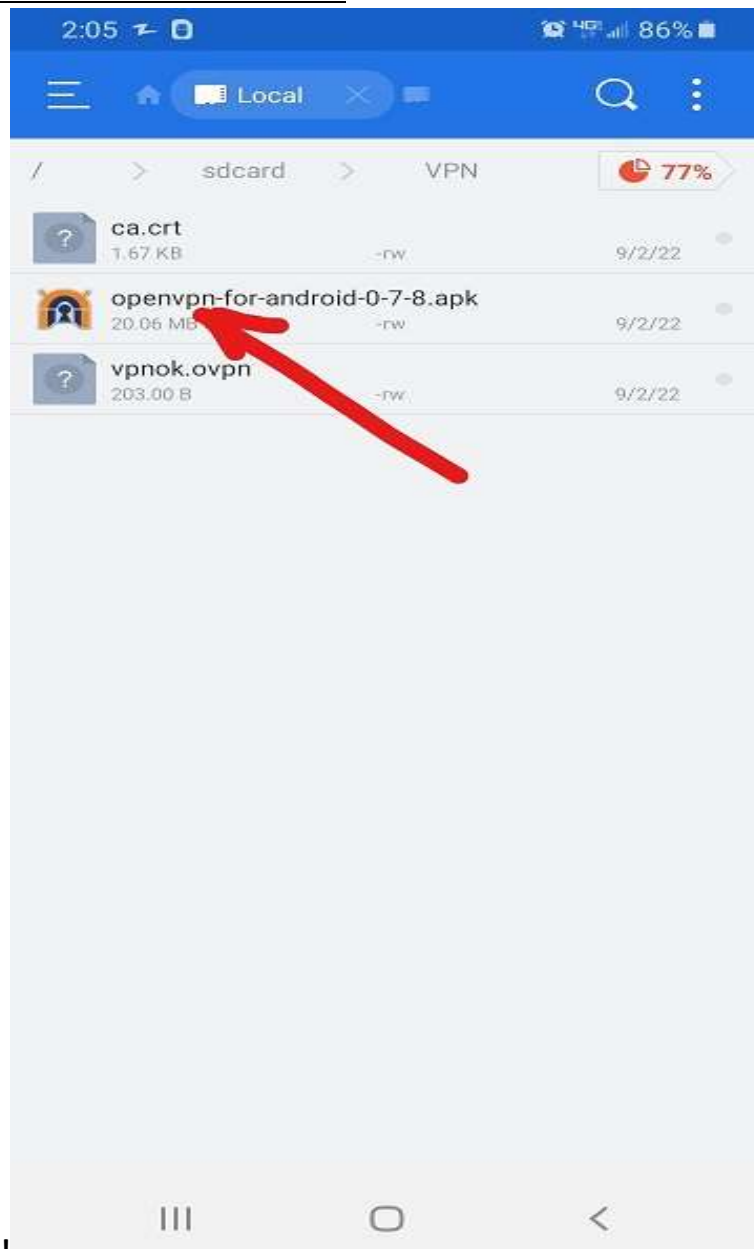 2:05 86%
Local
/ > sdcard > VPN 77%
ca.crt
1.67 KB -rw 9/2/22
openvpn-for-android-0-7-8.apk
20.06 MB -rw 9/2/22
vpnok.ovpn
203.00 B -rw 9/2/22